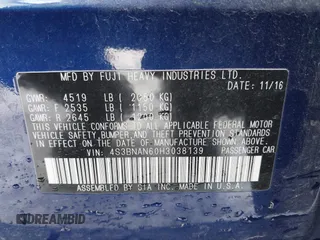 MFD BY FUJI HEAVY INDUSTRIES LTD.
DATE: 11/16
GVWR: 4519 LB ( 2050 KG)
GAWR: F 2535 LB ( 1150 KG)
GAWR: R 2645 LB ( 1200 KG)
THIS VEHICLE CONFORMS TO ALL APPLICABLE
FEDERAL MOTOR VEHICLE
SAFETY, BUMPER, AND THEFT PREVENTION STANDARDS
IN EFFECT ON THE DATE OF MANUFACTURE
SHOWN ABOVE.
VIN: 4S3BNAN60H3038139 PASSENGER CAR
ASSEMBLED BY SIA INC. IN U.S.A.
DREAMBID